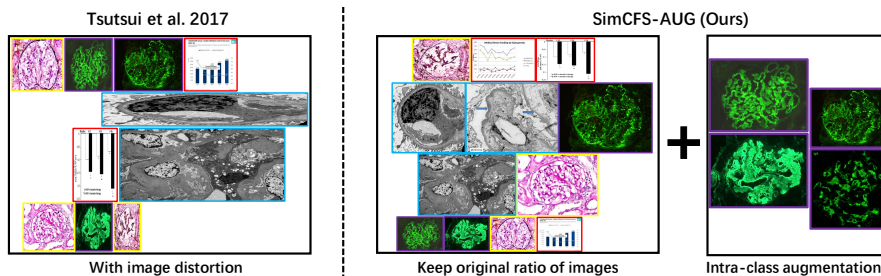 Tsutsui et al. 2017
SimCFS-AUG (Ours)
With image distortion
Keep original ratio of images
Intra-class augmentation